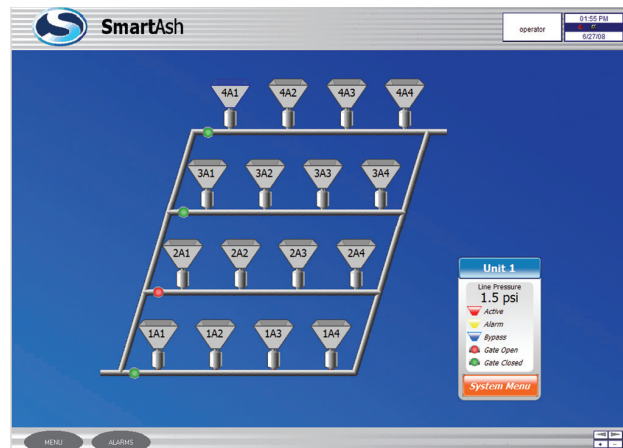 SmartAsh
operator
01:55 PM
6/27/08
4A1 4A2 4A3 4A4
3A1 3A2 3A3 3A4
2A1 2A2 2A3 2A4
1A1 1A2 1A3 1A4
Unit 1
Line Pressure
1.5 psi
Active
Alarm
Bypass
Gate Open
Gate Closed
System Menu
MENU ALARMS